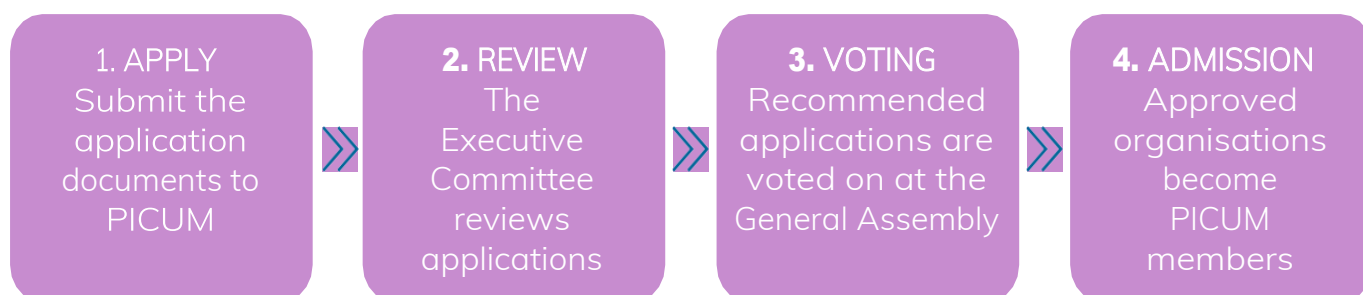 1. APPLY
Submit the
application
documents to
PICUM
2. REVIEW
The
Executive
Committee
reviews
applications
3. VOTING
Recommended
applications are
voted on at the
General Assembly
4. ADMISSION
Approved
organisations
become
PICUM
members